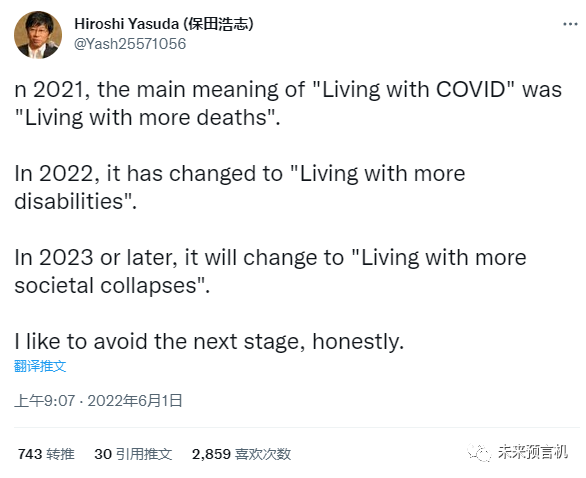 Hiroshi Yasuda (保田浩志)
@Yash25571056
n 2021, the main meaning of "Living with COVID" was
"Living with more deaths".
In 2022, it has changed to "Living with more
disabilities".
In 2023 or later, it will change to "Living with more
societal collapses".
I like to avoid the next stage, honestly.
翻译推文
上午9:07 · 2022年6月1日
743 转推 30 引用推文 2,859 喜欢次数
未来预言机